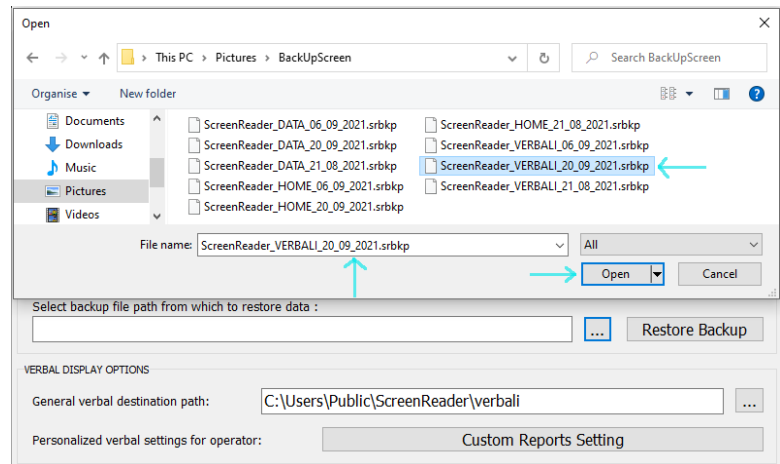 Open
This PC > Pictures > BackUpScreen
Search BackUpScreen
Organise
New folder
Documents
Downloads
Music
Pictures
Videos
ScreenReader_DATA_06_09_2021.srbkp
ScreenReader_DATA_20_09_2021.srbkp
ScreenReader_DATA_21_08_2021.srbkp
ScreenReader_HOME_06_09_2021.srbkp
ScreenReader_HOME_20_09_2021.srbkp
ScreenReader_HOME_21_08_2021.srbkp
ScreenReader_VERBALI_06_09_2021.srbkp
ScreenReader_VERBALI_20_09_2021.srbkp
ScreenReader_VERBALI_21_08_2021.srbkp
File name: ScreenReader_VERBALI_20_09_2021.srbkp
All
Open
Cancel
Select backup file path from which to restore data :
...
Restore Backup
VERBAL DISPLAY OPTIONS
General verbal destination path: C:\Users\Public\ScreenReader\verbali ...
Personalized verbal settings for operator: Custom Reports Setting